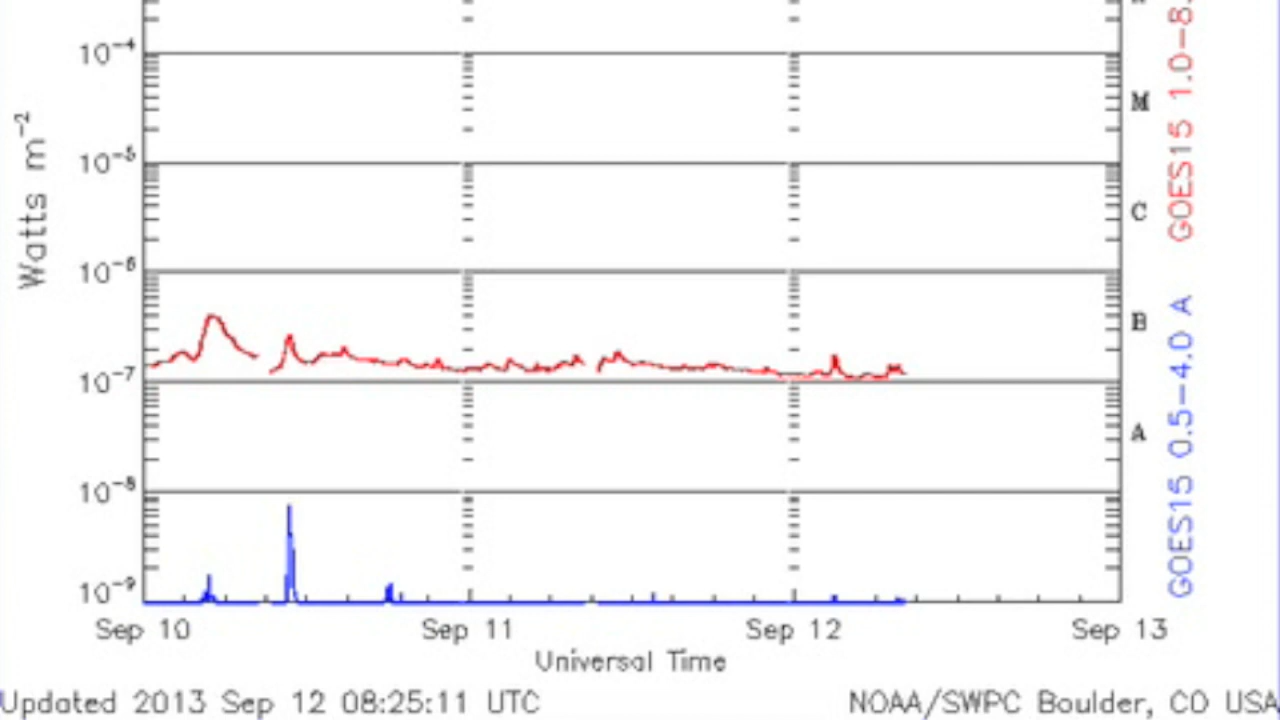 10⁻⁴
M
10⁻⁵
C
10⁻⁶
B
10⁻⁷
A
10⁻⁸
10⁻⁹
Watts m⁻²
GOES15 1.0–8.
GOES15 0.5–4.0 A
Sep 10 Sep 11 Sep 12 Sep 13
Universal Time
Updated 2013 Sep 12 08:25:11 UTC
NOAA/SWPC Boulder, CO USA